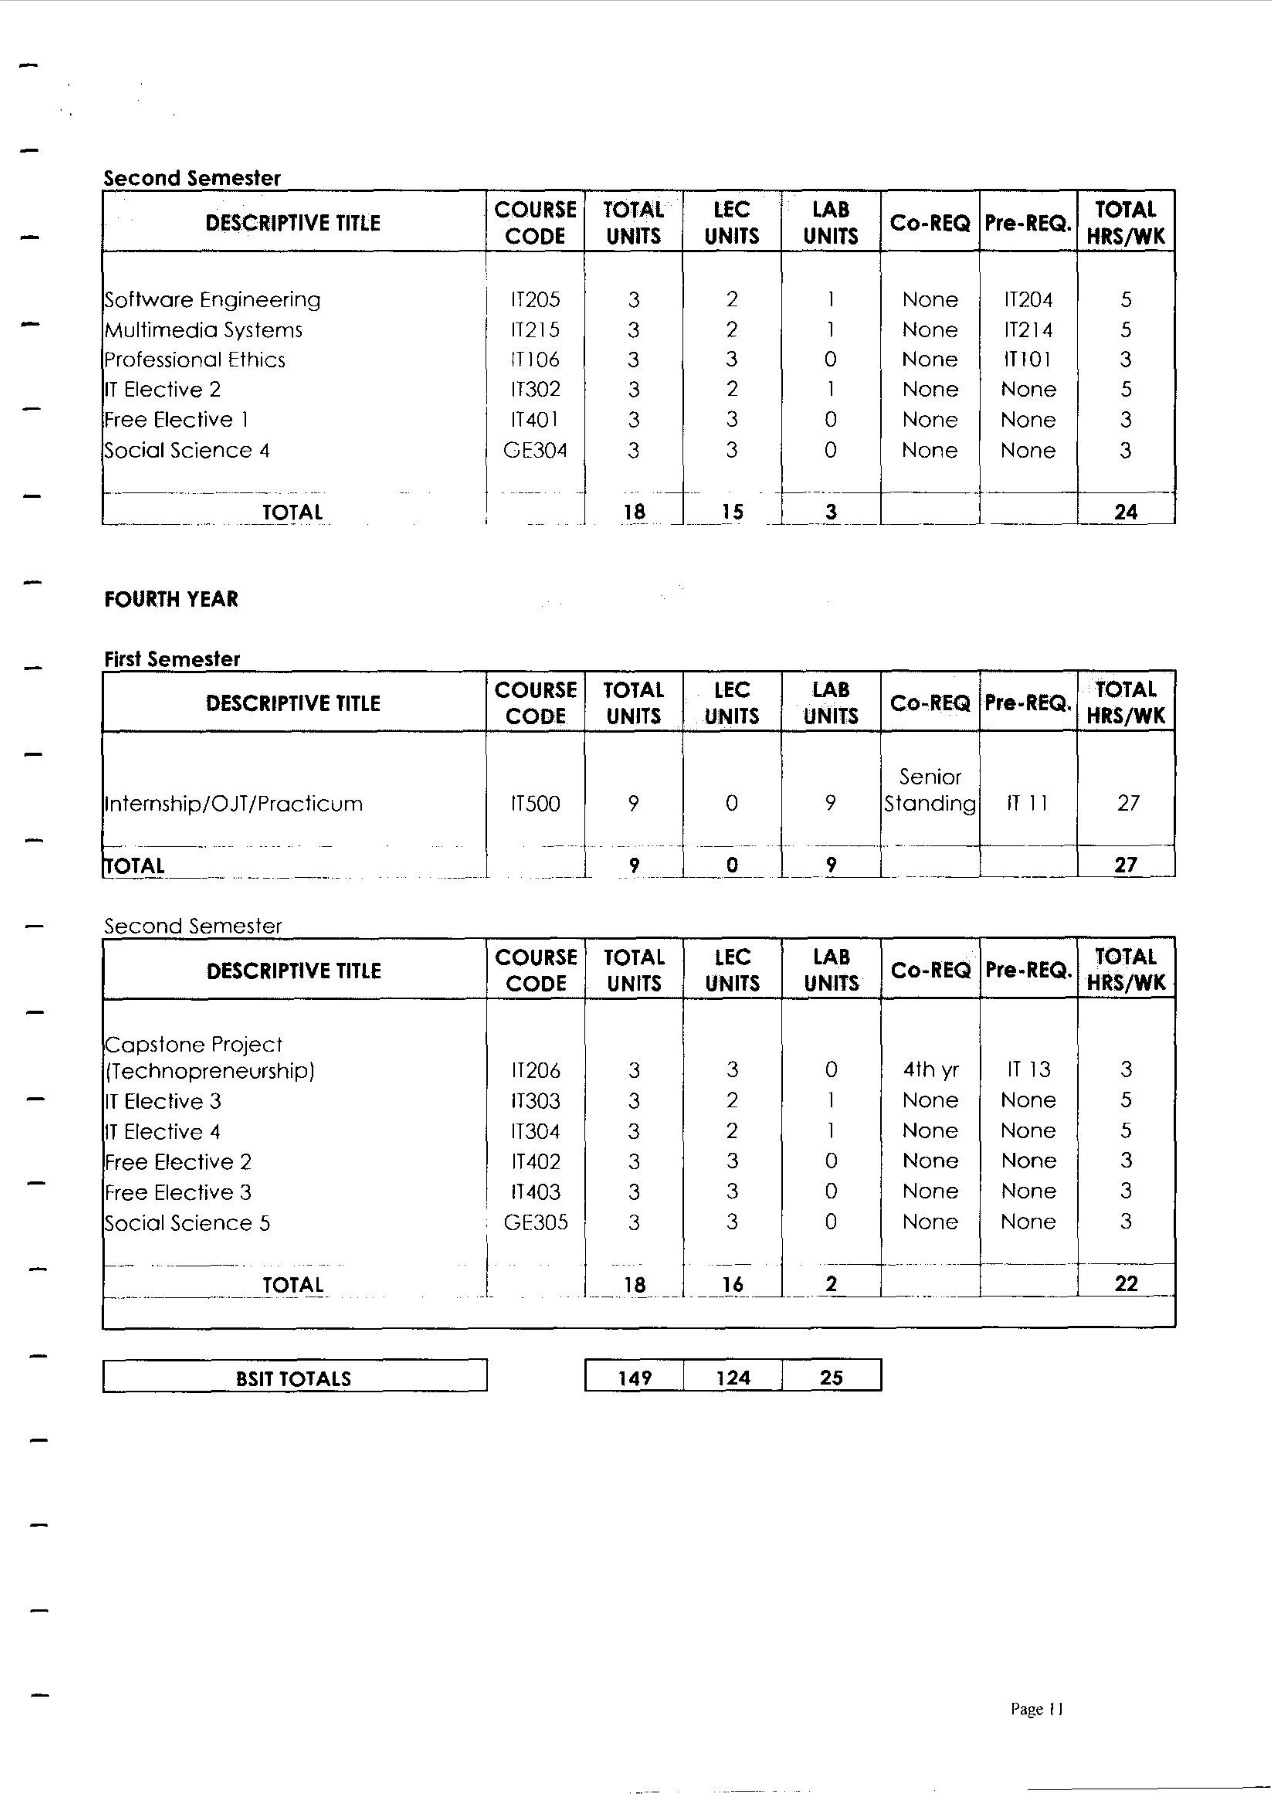 Second Semester
DESCRIPTIVE TITLE COURSE CODE TOTAL UNITS LEC UNITS LAB UNITS Co-REQ Pre-REQ. TOTAL HRS/WK
Software Engineering IT205 3 2 1 None IT204 5
Multimedia Systems IT215 3 2 1 None IT214 5
Professional Ethics IT106 3 3 0 None IT101 3
IT Elective 2 IT302 3 2 1 None None 5
Free Elective 1 IT401 3 3 0 None None 3
Social Science 4 GE304 3 3 0 None None 3
TOTAL 18 15 3 24
FOURTH YEAR
First Semester
DESCRIPTIVE TITLE COURSE CODE TOTAL UNITS LEC UNITS LAB UNITS Co-REQ Pre-REQ. TOTAL HRS/WK
Internship/OJT/Practicum IT500 9 0 9 Senior Standing IT 11 27
TOTAL 9 0 9 27
Second Semester
DESCRIPTIVE TITLE COURSE CODE TOTAL UNITS LEC UNITS LAB UNITS Co-REQ Pre-REQ. TOTAL HRS/WK
Capstone Project
(Technopreneurship) IT206 3 3 0 4th yr IT 13 3
IT Elective 3 IT303 3 2 1 None None 5
IT Elective 4 IT304 3 2 1 None None 5
Free Elective 2 IT402 3 3 0 None None 3
Free Elective 3 IT403 3 3 0 None None 3
Social Science 5 GE305 3 3 0 None None 3
TOTAL 18 16 2 22
BSIT TOTALS 149 124 25
Page 11